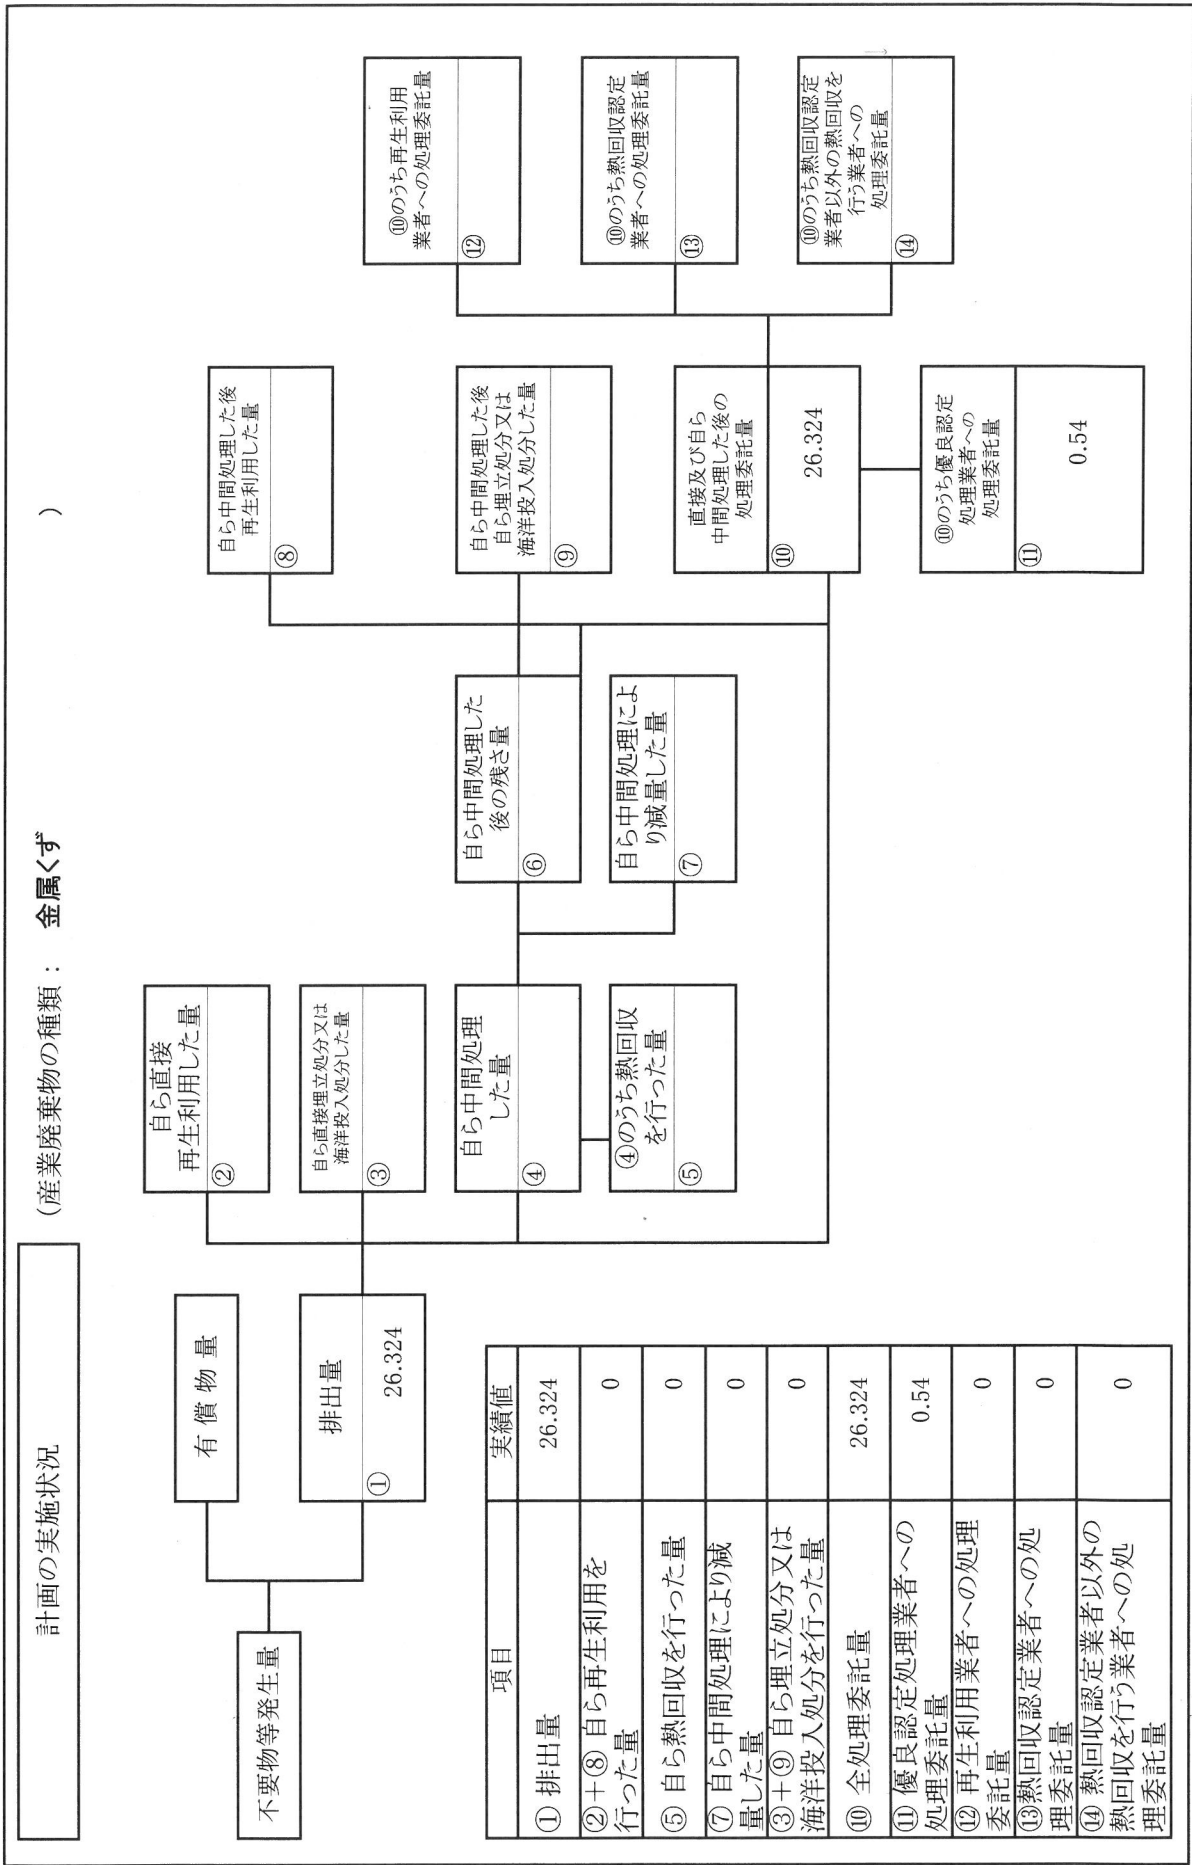 計画の実施状況
(産業廃棄物の種類： 金属くず )
不要物等発生量
有 償 物 量
排出量
①
26.324
自ら直接
再生利用した量
②
自ら直接埋立処分又は
海洋投入処分した量
③
自ら中間処理
した量
④
④のうち熱回収
を行った量
⑤
自ら中間処理した
後の残さ量
⑥
自ら中間処理によ
り減量した量
⑦
自ら中間処理した後
再生利用した量
⑧
自ら中間処理した後
自ら埋立処分又は
海洋投入処分した量
⑨
直接及び自ら
中間処理した後の
処理委託量
⑩
26.324
⑩のうち優良認定
処理業者への
処理委託量
⑪
0.54
⑩のうち再生利用
業者への処理委託量
⑫
⑩のうち熱回収認定
業者への処理委託量
⑬
⑩のうち熱回収認定
業者以外の熱回収を
行う業者への
処理委託量
⑭
項目 実績値
① 排出量 26.324
②＋⑧ 自ら再生利用を
行った量 0
⑤ 自ら熱回収を行った量 0
⑦ 自ら中間処理により減
量した量 0
③＋⑨ 自ら埋立処分又は
海洋投入処分を行った量 0
⑩ 全処理委託量 26.324
⑪ 優良認定処理業者への
処理委託量 0.54
⑫ 再生利用業者への処理
委託量 0
⑬熱回収認定業者への処
理委託量 0
⑭ 熱回収認定業者以外の
熱回収を行う業者への処
理委託量 0